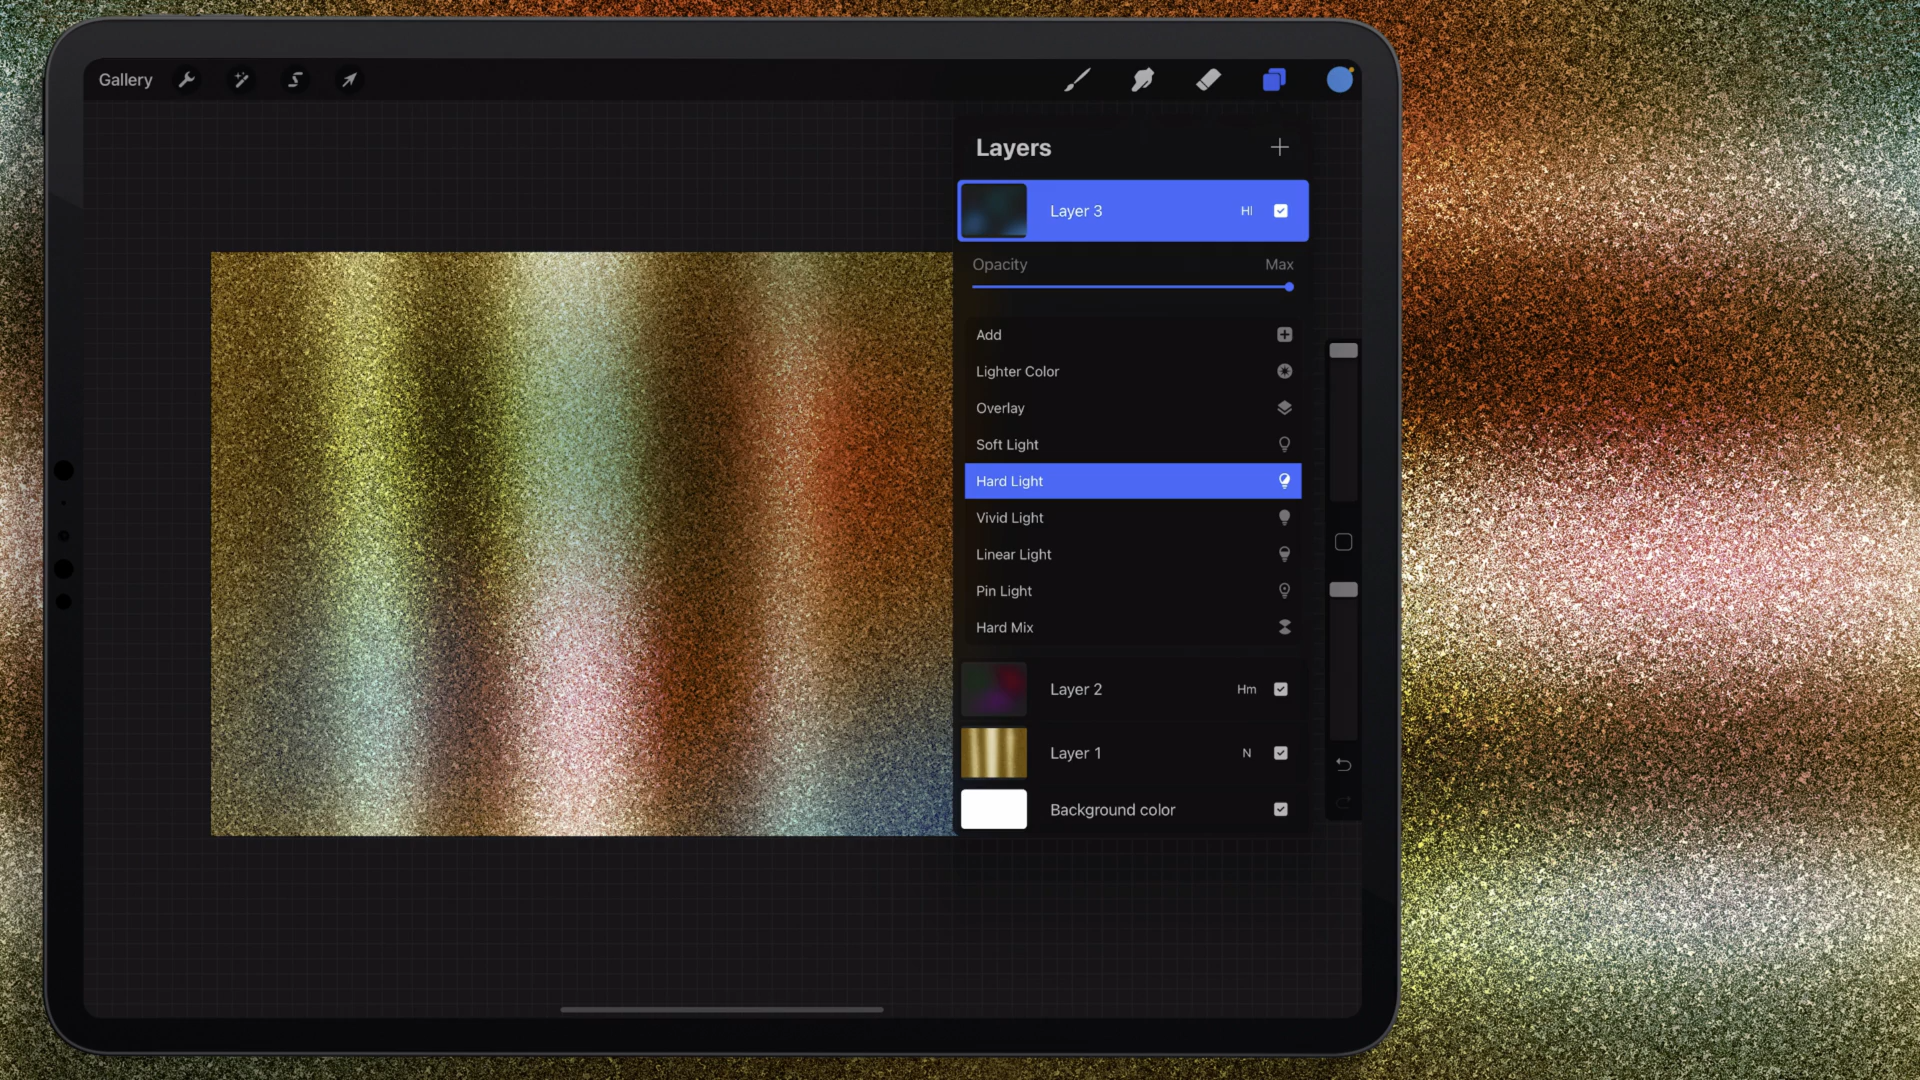 Gallery
Layers
Layer 3 Hl
Opacity Max
Add
Lighter Color
Overlay
Soft Light
Hard Light
Vivid Light
Linear Light
Pin Light
Hard Mix
Layer 2 Hm
Layer 1 N
Background color